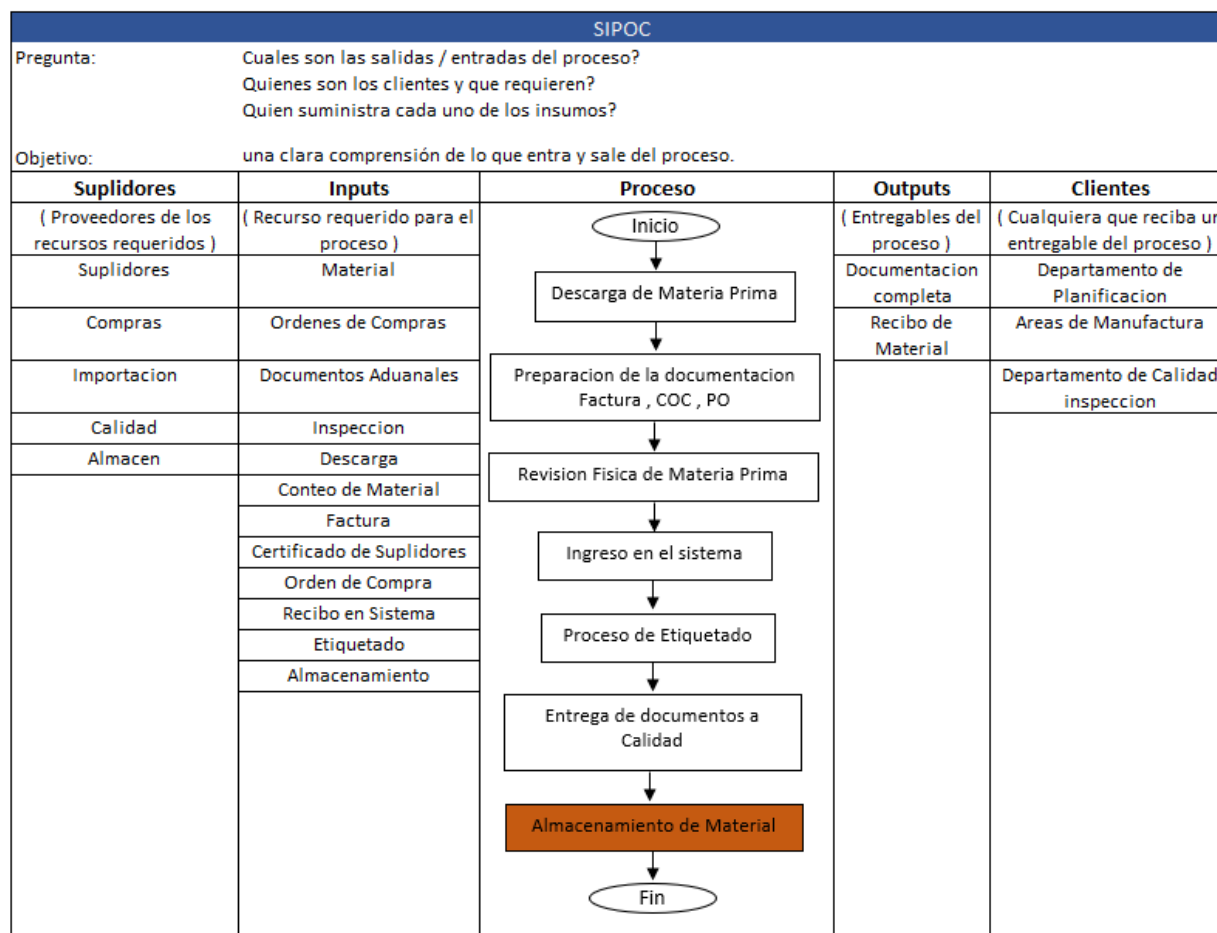 SIPOC
Pregunta:
Cuales son las salidas / entradas del proceso?
Quienes son los clientes y que requieren?
Quien suministra cada uno de los insumos?
Objetivo:
una clara comprensión de lo que entra y sale del proceso.
Suplidores
( Proveedores de los
recursos requeridos )
Suplidores
Compras
Importacion
Calidad
Almacen
Inputs
( Recurso requerido para el
proceso )
Material
Ordenes de Compras
Documentos Aduanales
Inspeccion
Descarga
Conteo de Material
Factura
Certificado de Suplidores
Orden de Compra
Recibo en Sistema
Etiquetado
Almacenamiento
Proceso
Inicio
Descarga de Materia Prima
Preparacion de la documentacion
Factura , COC , PO
Revision Fisica de Materia Prima
Ingreso en el sistema
Proceso de Etiquetado
Entrega de documentos a
Calidad
Almacenamiento de Material
Fin
Outputs
( Entregables del
proceso )
Documentacion
completa
Recibo de
Material
Clientes
( Cualquiera que reciba un
entregable del proceso )
Departamento de
Planificacion
Areas de Manufactura
Departamento de Calidad
inspeccion